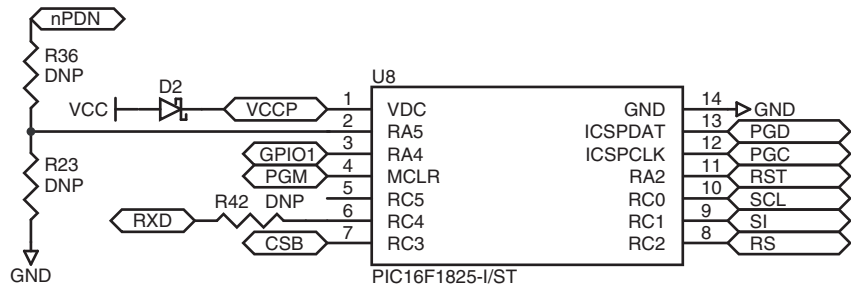 nPDN
R36
DNP
D2
VCC
VCCP
U8
1 VDC
2 RA5
GPIO1 3 RA4
PGM 4 MCLR
5 RC5
RXD R42 DNP 6 RC4
CSB 7 RC3
GND 14 GND
ICSPDAT 13 PGD
ICSPCLK 12 PGC
RA2 11 RST
RC0 10 SCL
RC1 9 SI
RC2 8 RS
R23
DNP
GND
PIC16F1825-I/ST